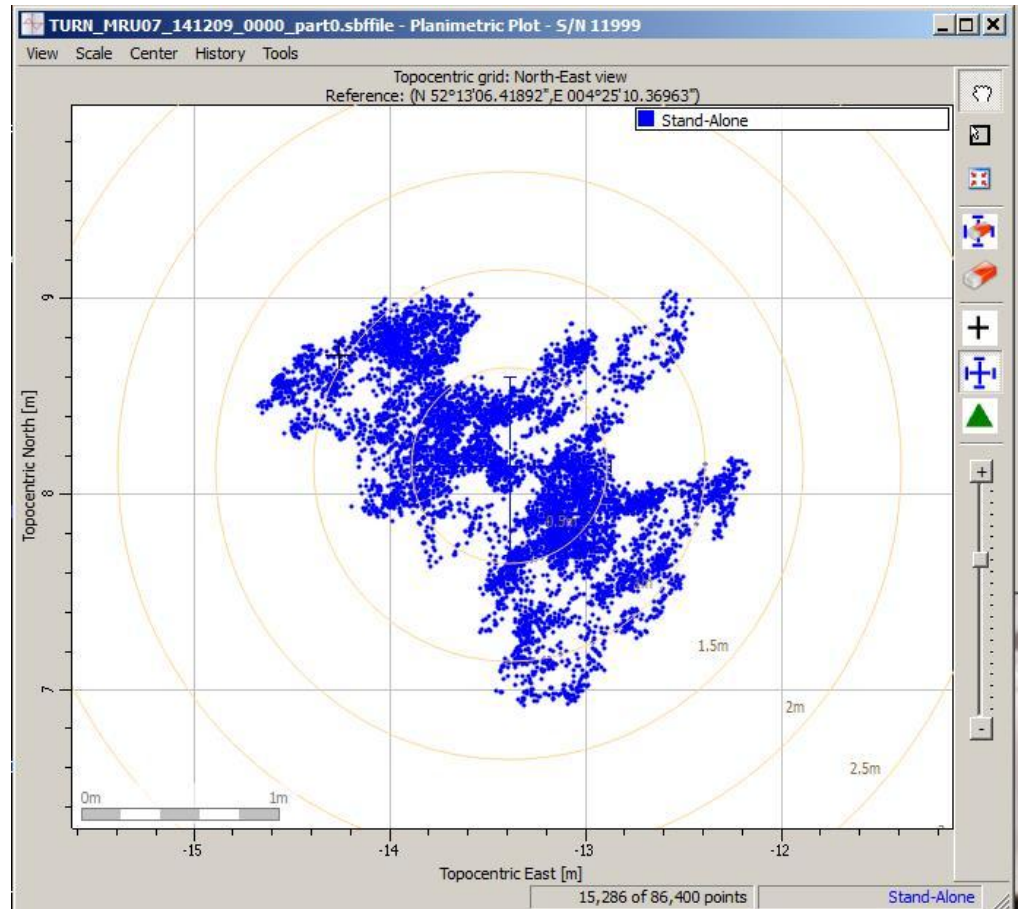 TURN_MRU07_141209_0000_part0.sbffile - Planimetric Plot - S/N 11999
View Scale Center History Tools
Topocentric grid: North-East view
Reference: (N 52°13'06.41892",E 004°25'10.36963")
Stand-Alone
9
8
7
Topocentric North [m]
0.5m
1m
1.5m
2m
2.5m
0m 1m
-15 -14 -13 -12
Topocentric East [m]
15,286 of 86,400 points Stand-Alone